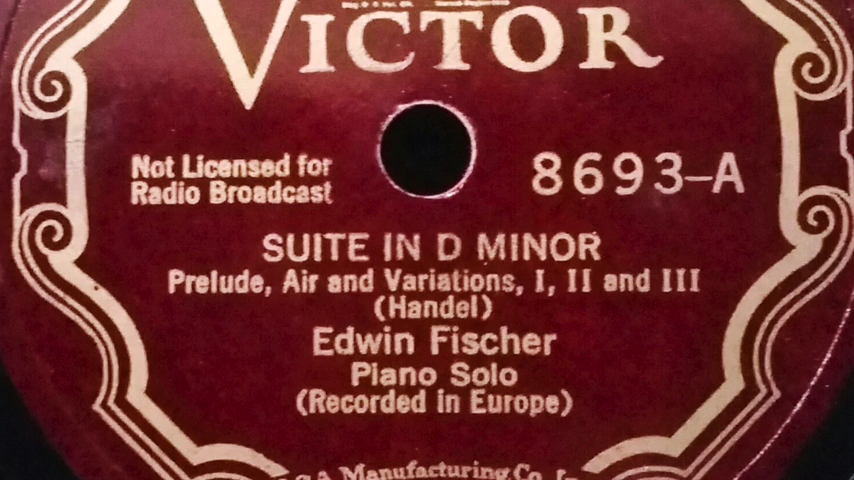 VICTOR
Not Licensed for
Radio Broadcast
8693-A
SUITE IN D MINOR
Prelude, Air and Variations, I, II and III
(Handel)
Edwin Fischer
Piano Solo
(Recorded in Europe)
Manufacturing Co.